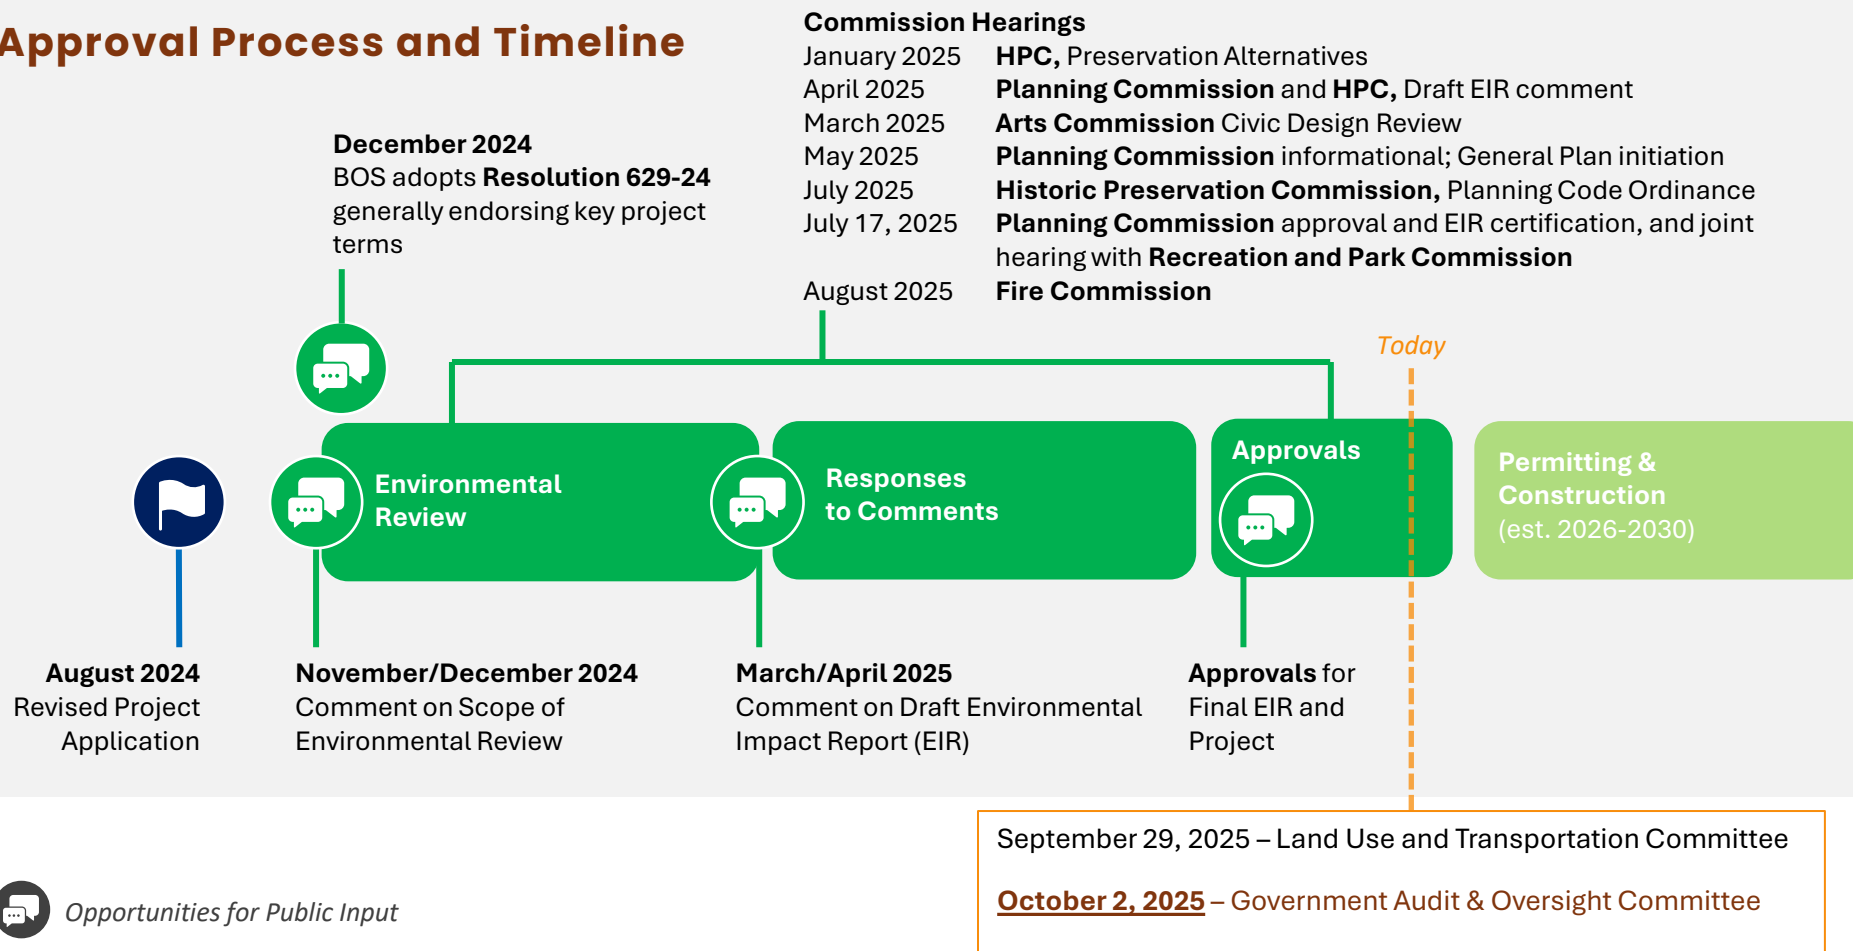 Approval Process and Timeline
Commission Hearings
January 2025 HPC, Preservation Alternatives
April 2025 Planning Commission and HPC, Draft EIR comment
March 2025 Arts Commission Civic Design Review
May 2025 Planning Commission informational; General Plan initiation
July 2025 Historic Preservation Commission, Planning Code Ordinance
July 17, 2025 Planning Commission approval and EIR certification, and joint
hearing with Recreation and Park Commission
August 2025 Fire Commission
December 2024
BOS adopts Resolution 629-24
generally endorsing key project
terms
Today
Environmental
Review
Responses
to Comments
Approvals
Permitting &
Construction
(est. 2026-2030)
August 2024
Revised Project
Application
November/December 2024
Comment on Scope of
Environmental Review
March/April 2025
Comment on Draft Environmental
Impact Report (EIR)
Approvals for
Final EIR and
Project
September 29, 2025 – Land Use and Transportation Committee
October 2, 2025 – Government Audit & Oversight Committee
Opportunities for Public Input